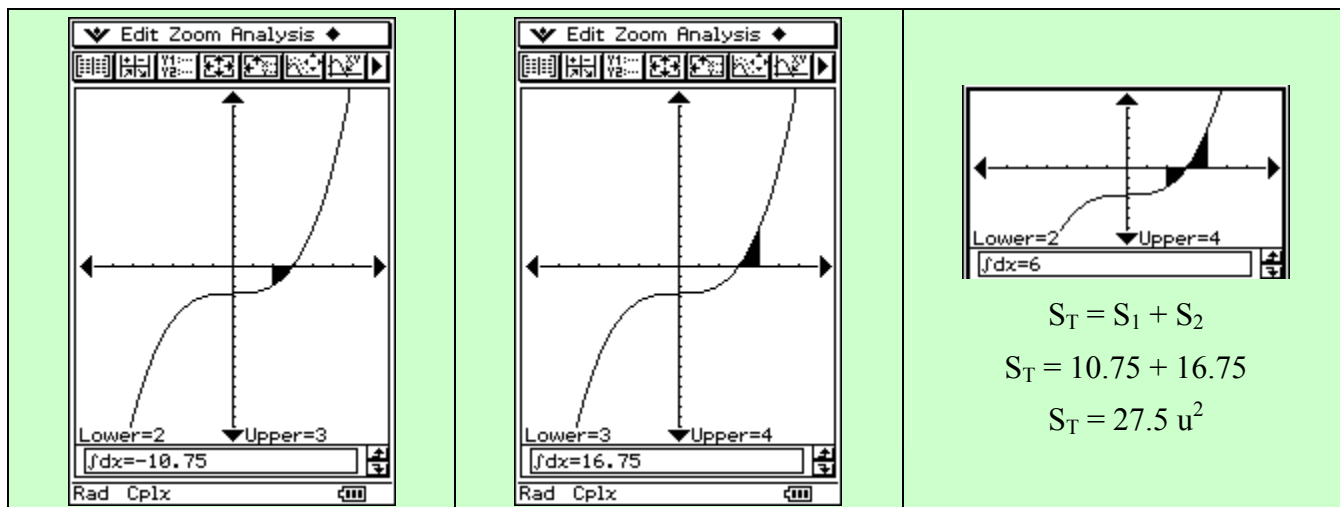 Edit Zoom Analysis ◆
Lower=2 Upper=3
∫dx=-10.75
Rad Cplx
Edit Zoom Analysis ◆
Lower=3 Upper=4
∫dx=16.75
Rad Cplx
Lower=2 Upper=4
∫dx=6
S_T = S_1 + S_2
S_T = 10.75 + 16.75
S_T = 27.5 u^2